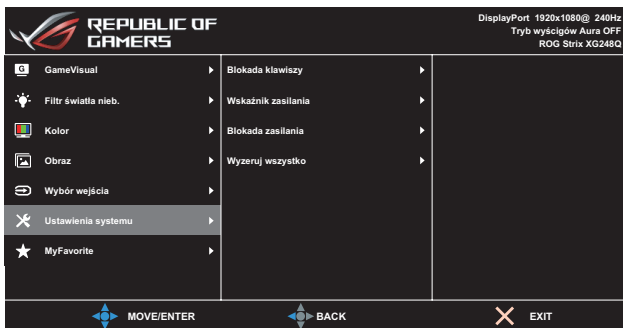 REPUBLIC OF
GAMERS
DisplayPort 1920x1080@ 240Hz
Tryb wyścigów Aura OFF
ROG Strix XG248Q
G
GameVisual
Filtr światła nieb.
Kolor
Obraz
Wybór wejścia
Ustawienia systemu
MyFavorite
Blokada klawiszy
Wskaźnik zasilania
Blokada zasilania
Wyzeruj wszystko
MOVE/ENTER
BACK
EXIT